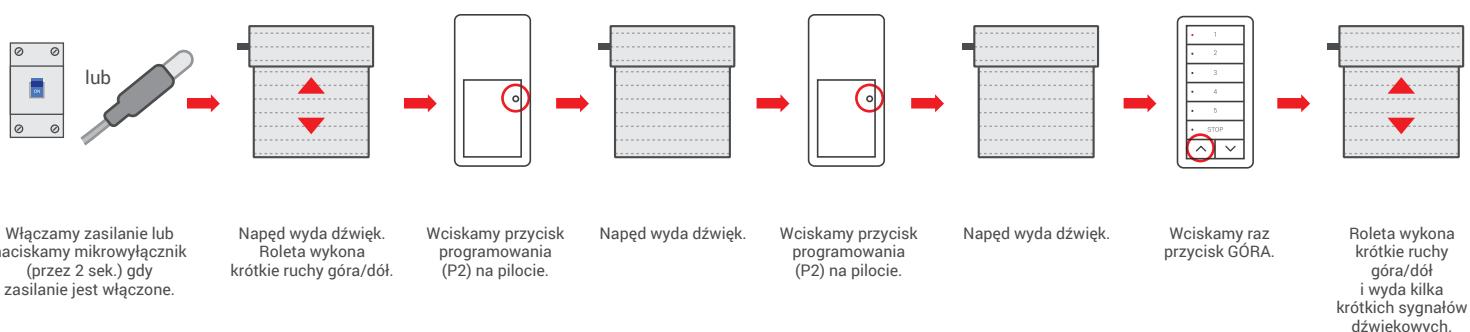 lub
ON
1
2
3
4
5
STOP
Włączamy zasilanie lub
naciskamy mikrowyłącznik
(przez 2 sek.) gdy
zasilanie jest włączone.
Napęd wyda dźwięk.
Roleta wykona
krótkie ruchy góra/dół.
Wciskamy przycisk
programowania
(P2) na pilocie.
Napęd wyda dźwięk.
Wciskamy przycisk
programowania
(P2) na pilocie.
Napęd wyda dźwięk.
Wciskamy raz
przycisk GÓRA.
Roleta wykona
krótkie ruchy
góra/dół
i wyda kilka
krótkich sygnałów
dźwiękowych.